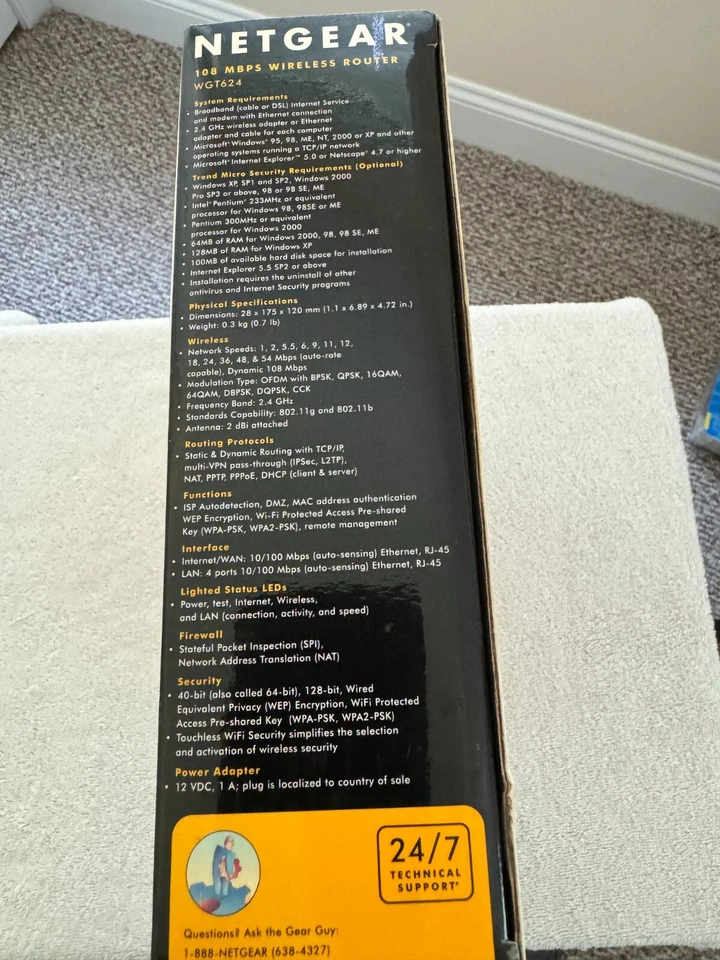 NETGEAR®
108 MBPS WIRELESS ROUTER
WGT624
System Requirements
• Broadband (cable or DSL) Internet Service
and modem with Ethernet connection
• 2.4 GHz wireless adapter or Ethernet
adapter and cable for each computer
• Microsoft® Windows® 95, 98, ME, NT, 2000 or XP and other
operating systems running a TCP/IP network
• Microsoft® Internet Explorer™ 5.0 or Netscape® 4.7 or higher
Trend Micro Security Requirements (Optional)
• Windows XP, SP1 and SP2, Windows 2000
Pro SP3 or above, 98 or 98 SE, ME
• Intel® Pentium® 233MHz or equivalent
processor for Windows 98, 98SE or ME
• Pentium 300MHz or equivalent
processor for Windows 2000
• 64MB of RAM for Windows 2000, 98, 98 SE, ME
• 128MB of RAM for Windows XP
• 100MB of available hard disk space for installation
• Internet Explorer 5.5 SP2 or above
• Installation requires the uninstall of other
antivirus and Internet Security programs
Physical Specifications
• Dimensions: 28 x 175 x 120 mm (1.1 x 6.89 x 4.72 in.)
• Weight: 0.3 kg (0.7 lb)
Wireless
• Network Speeds: 1, 2, 5.5, 6, 9, 11, 12,
18, 24, 36, 48, & 54 Mbps (auto-rate
capable), Dynamic 108 Mbps
• Modulation Type: OFDM with BPSK, QPSK, 16QAM,
64QAM, DBPSK, DQPSK, CCK
• Frequency Band: 2.4 GHz
• Standards Capability: 802.11g and 802.11b
• Antenna: 2 dBi attached
Routing Protocols
• Static & Dynamic Routing with TCP/IP,
multi-VPN pass-through (IPSec, L2TP),
NAT, PPTP, PPPoE, DHCP (client & server)
Functions
• ISP Autodetection, DMZ, MAC address authentication
WEP Encryption, Wi-Fi Protected Access Pre-shared
Key (WPA-PSK, WPA2-PSK), remote management
Interface
• Internet/WAN: 10/100 Mbps (auto-sensing) Ethernet, RJ-45
• LAN: 4 ports 10/100 Mbps (auto-sensing) Ethernet, RJ-45
Lighted Status LEDs
• Power, test, Internet, Wireless,
and LAN (connection, activity, and speed)
Firewall
• Stateful Packet Inspection (SPI),
Network Address Translation (NAT)
Security
• 40-bit (also called 64-bit), 128-bit, Wired
Equivalent Privacy (WEP) Encryption, WiFi Protected
Access Pre-shared Key (WPA-PSK, WPA2-PSK)
• Touchless WiFi Security simplifies the selection
and activation of wireless security
Power Adapter
• 12 VDC, 1 A; plug is localized to country of sale
24/7
TECHNICAL
SUPPORT*
Questions? Ask the Gear Guy:
1-888-NETGEAR (638-4327)